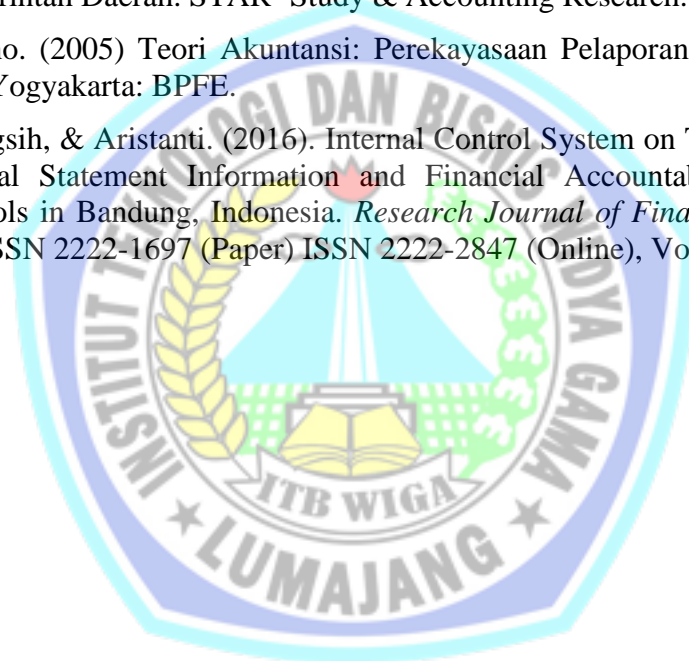 rintah Daerah. STAR- Study & Accounting Research.
no. (2005) Teori Akuntansi: Perekayasaan Pelaporan
Yogyakarta: BPFE.
gsih, & Aristanti. (2016). Internal Control System on
al Statement Information and Financial Accountab
ols in Bandung, Indonesia. Research Journal of Fina
SSN 2222-1697 (Paper) ISSN 2222-2847 (Online), Vo
INSTITUT TEKNOLOGI DAN BISNIS WIDYA GAMA
ITB WIGA
LUMAJANG